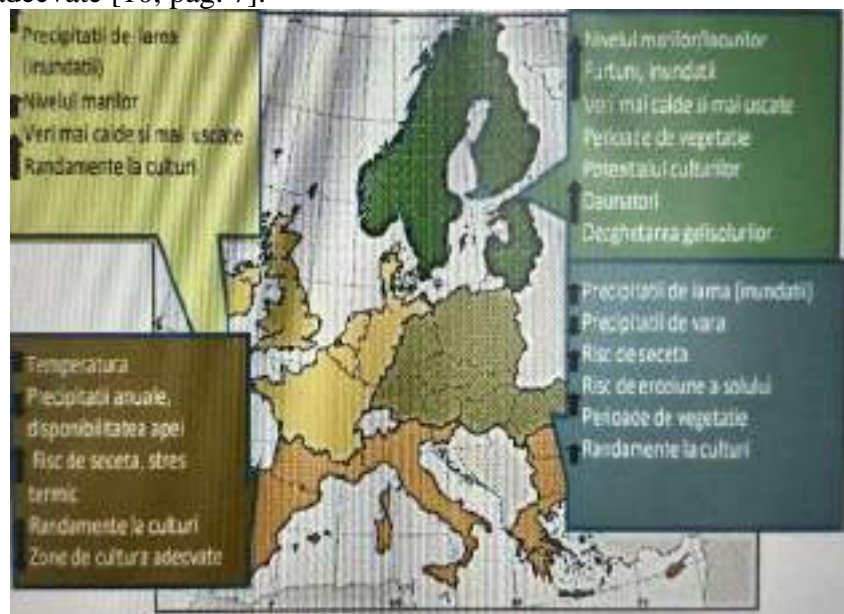 adecvate [10, pag. 7].
Precipitatii de iarna
(inundatii)
Nivelul marilor
Veri mai calde si mai uscate
Randamente la culturi
Nivelul marilor/lacurilor
Furtuni, inundatii
Veri mai calde si mai uscate
Perioade de vegetatie
Potentialul culturilor
Daunatori
Dezghetarea gelisolurilor
Precipitatii de iarna (inundatii)
Precipitatii de vara
Risc de seceta
Risc de eroziune a solului
Perioade de vegetatie
Randamente la culturi
Temperatura
Precipitatii anuale,
disponibilitatea apei
Risc de seceta, stres
termic
Randamente la culturi
Zone de cultura adecvate